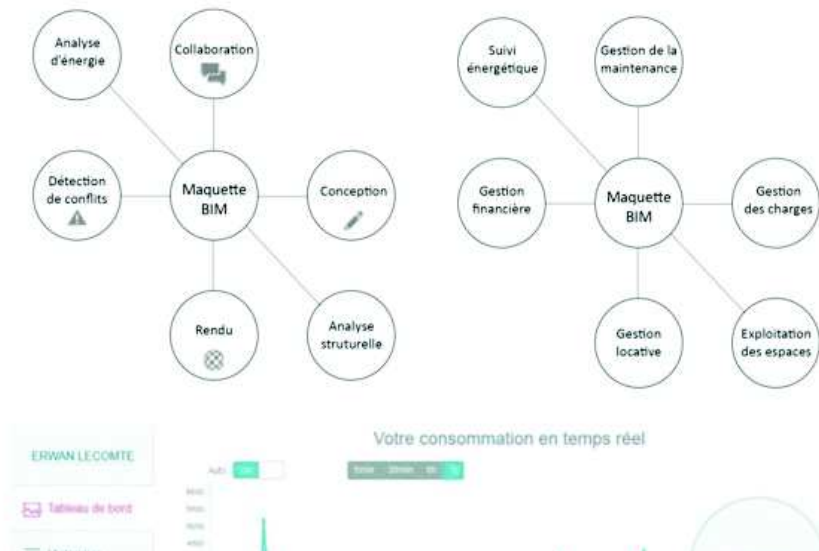 Analyse
d'énergie
Collaboration
Détection
de conflits
Maquette
BIM
Conception
Rendu
Analyse
struturelle
Suivi
énergétique
Gestion de la
maintenance
Gestion
financière
Maquette
BIM
Gestion
des charges
Gestion
locative
Exploitation
des espaces
Votre consommation en temps réel
ERWAN LECOMTE
Auto
Tableau de bord